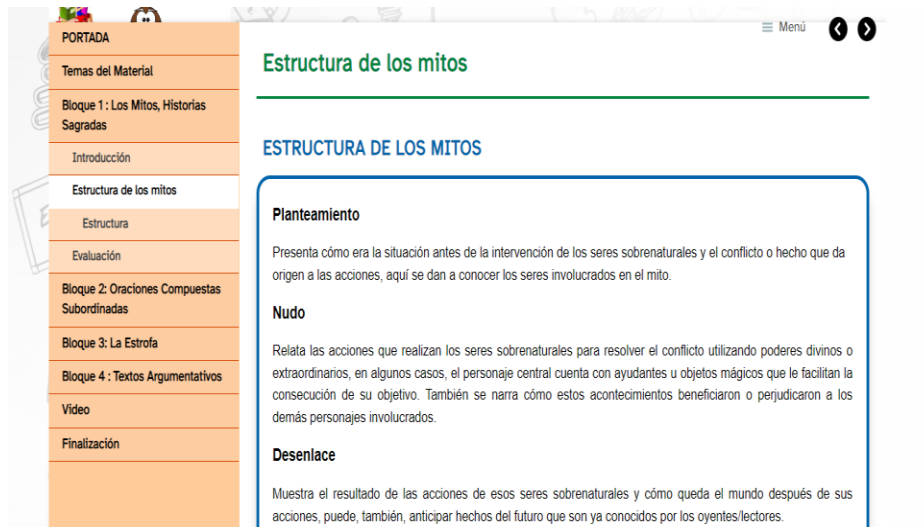 PORTADA
Temas del Material
Bloque 1 : Los Mitos, Historias
Sagradas
Introducción
Estructura de los mitos
Estructura
Evaluación
Bloque 2: Oraciones Compuestas
Subordinadas
Bloque 3: La Estrofa
Bloque 4 : Textos Argumentativos
Video
Finalización
Menú
Estructura de los mitos
ESTRUCTURA DE LOS MITOS
Planteamiento
Presenta cómo era la situación antes de la intervención de los seres sobrenaturales y el conflicto o hecho que da
origen a las acciones, aquí se dan a conocer los seres involucrados en el mito.
Nudo
Relata las acciones que realizan los seres sobrenaturales para resolver el conflicto utilizando poderes divinos o
extraordinarios, en algunos casos, el personaje central cuenta con ayudantes u objetos mágicos que le facilitan la
consecución de su objetivo. También se narra cómo estos acontecimientos beneficiaron o perjudicaron a los
demás personajes involucrados.
Desenlace
Muestra el resultado de las acciones de esos seres sobrenaturales y cómo queda el mundo después de sus
acciones, puede, también, anticipar hechos del futuro que son ya conocidos por los oyentes/lectores.